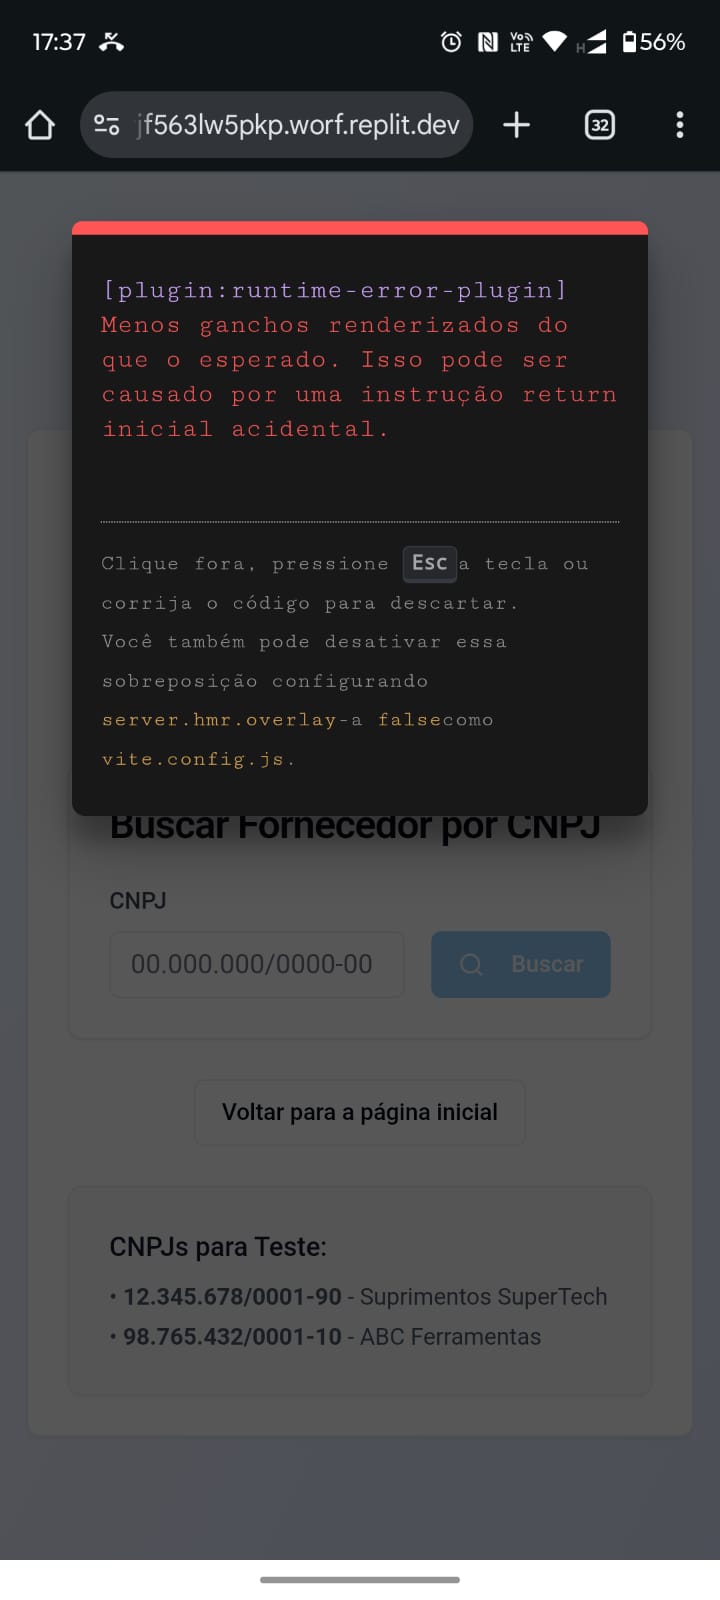 17:37
Vo))
LTE
H
56%
jf563lw5pkp.worf.replit.dev
32
[plugin:runtime-error-plugin]
Menos ganchos renderizados do
que o esperado. Isso pode ser
causado por uma instrução return
inicial acidental.
Clique fora, pressione Esc a tecla ou
corrija o código para descartar.
Você também pode desativar essa
sobreposição configurando
server.hmr.overlay-a falsecomo
vite.config.js.
Buscar Fornecedor por CNPJ
CNPJ
00.000.000/0000-00
Buscar
Voltar para a página inicial
CNPJs para Teste:
• 12.345.678/0001-90 - Suprimentos SuperTech
• 98.765.432/0001-10 - ABC Ferramentas